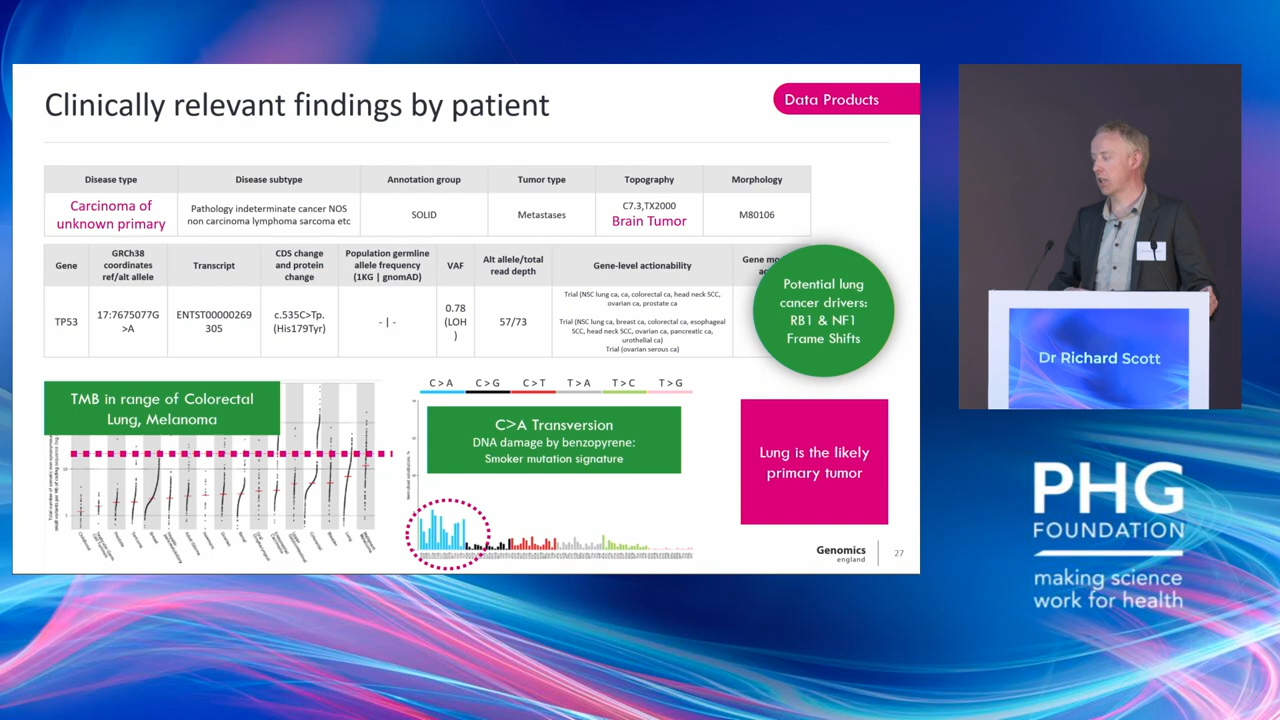 Clinically relevant findings by patient
Data Products
Disease type
Disease subtype
Annotation group
Tumor type
Topography
Morphology
Carcinoma of
unknown primary
Pathology indeterminate cancer NOS
non carcinoma lymphoma sarcoma etc
SOLID
Metastases
C7.3,TX2000
Brain Tumor
M80106
Gene
GRCh38
coordinates
ref/alt allele
Transcript
CDS change
and protein
change
Population germline
allele frequency
(1KG | gnomAD)
VAF
Alt allele/total
read depth
Gene-level actionability
TP53
17:7675077G
>A
ENTST00000269
305
c.535C>Tp.
(His179Tyr)
- | -
0.78
(LOH
)
57/73
Trial (NSC lung ca, ca, colorectal ca, head neck SCC,
ovarian ca, prostate ca
Trial (NSC lung ca, breast ca, colorectal ca, esophageal
SCC, head neck SCC, ovarian ca, pancreatic ca,
urothelial ca)
Trial (ovarian serous ca)
Potential lung
cancer drivers:
RB1 & NF1
Frame Shifts
TMB in range of Colorectal
Lung, Melanoma
C > A
C > G
C > T
T > A
T > C
T > G
C>A Transversion
DNA damage by benzopyrene:
Smoker mutation signature
Lung is the likely
primary tumor
Genomics
england
27
Dr Richard Scott
PHG
FOUNDATION
making science
work for health